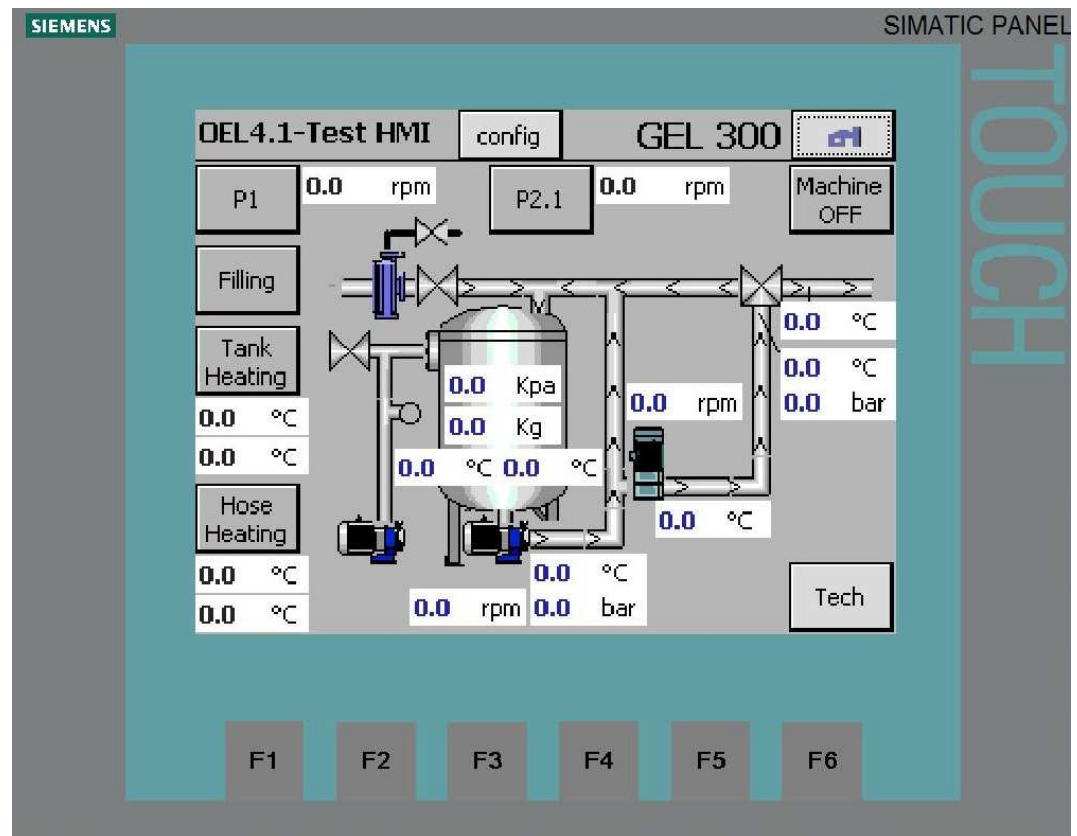 SIEMENS
SIMATIC PANEL
TOUCH
OEL4.1-Test HMI
config
GEL 300
P1
0.0 rpm
P2.1
0.0 rpm
Machine
OFF
Filling
0.0 °C
Tank
Heating
0.0 °C
0.0 Kpa
0.0 rpm
0.0 bar
0.0 °C
0.0 Kg
0.0 °C
0.0 °C 0.0 °C
Hose
Heating
0.0 °C
0.0 °C
0.0 °C
0.0 °C
0.0 rpm 0.0 bar
Tech
F1 F2 F3 F4 F5 F6